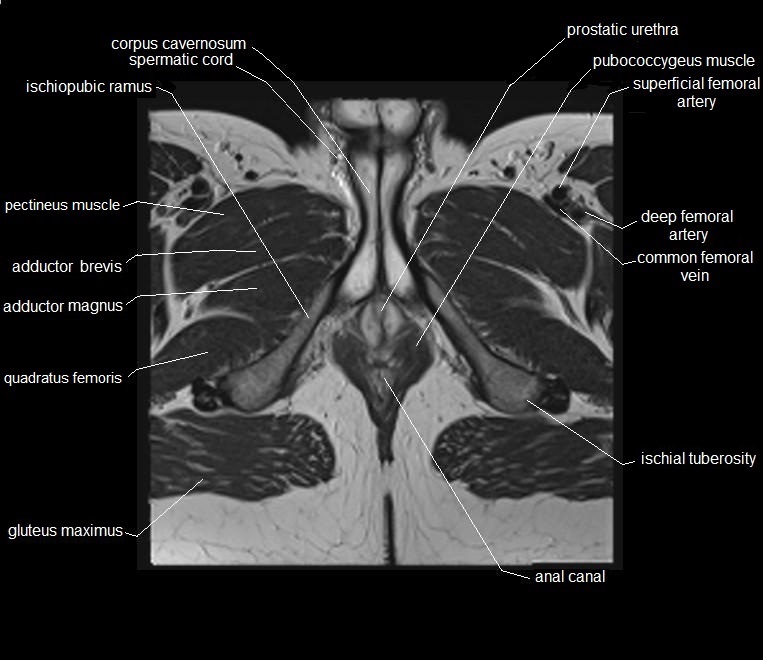 corpus cavernosum
spermatic cord
ischiopubic ramus
pectineus muscle
adductor brevis
adductor magnus
quadratus femoris
gluteus maximus
prostatic urethra
pubococcygeus muscle
superficial femoral
artery
deep femoral
artery
common femoral
vein
ischial tuberosity
anal canal